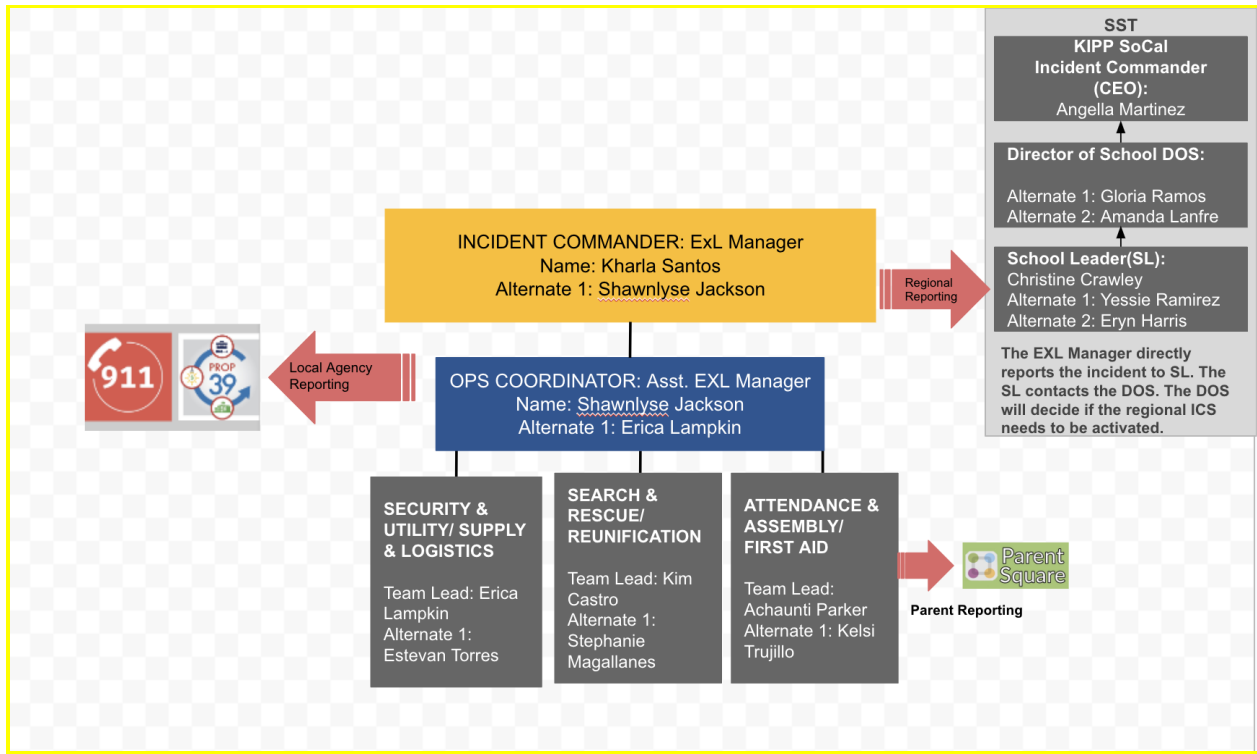 SST
KIPP SoCal
Incident Commander
(CEO):
Angella Martinez
Director of School DOS:
Alternate 1: Gloria Ramos
Alternate 2: Amanda Lanfre
School Leader(SL):
Christine Crawley
Alternate 1: Yessie Ramirez
Alternate 2: Eryn Harris
The EXL Manager directly
reports the incident to SL. The
SL contacts the DOS. The DOS
will decide if the regional ICS
needs to be activated.
INCIDENT COMMANDER: ExL Manager
Name: Kharla Santos
Alternate 1: Shawnlyse Jackson
Regional
Reporting
911
PROP
39
Local Agency
Reporting
OPS COORDINATOR: Asst. EXL Manager
Name: Shawnlyse Jackson
Alternate 1: Erica Lampkin
SECURITY &
UTILITY/ SUPPLY
& LOGISTICS
Team Lead: Erica
Lampkin
Alternate 1:
Estevan Torres
SEARCH &
RESCUE/
REUNIFICATION
Team Lead: Kim
Castro
Alternate 1:
Stephanie
Magallanes
ATTENDANCE &
ASSEMBLY/
FIRST AID
Team Lead:
Achaunti Parker
Alternate 1: Kelsi
Trujillo
Parent
Square
Parent Reporting